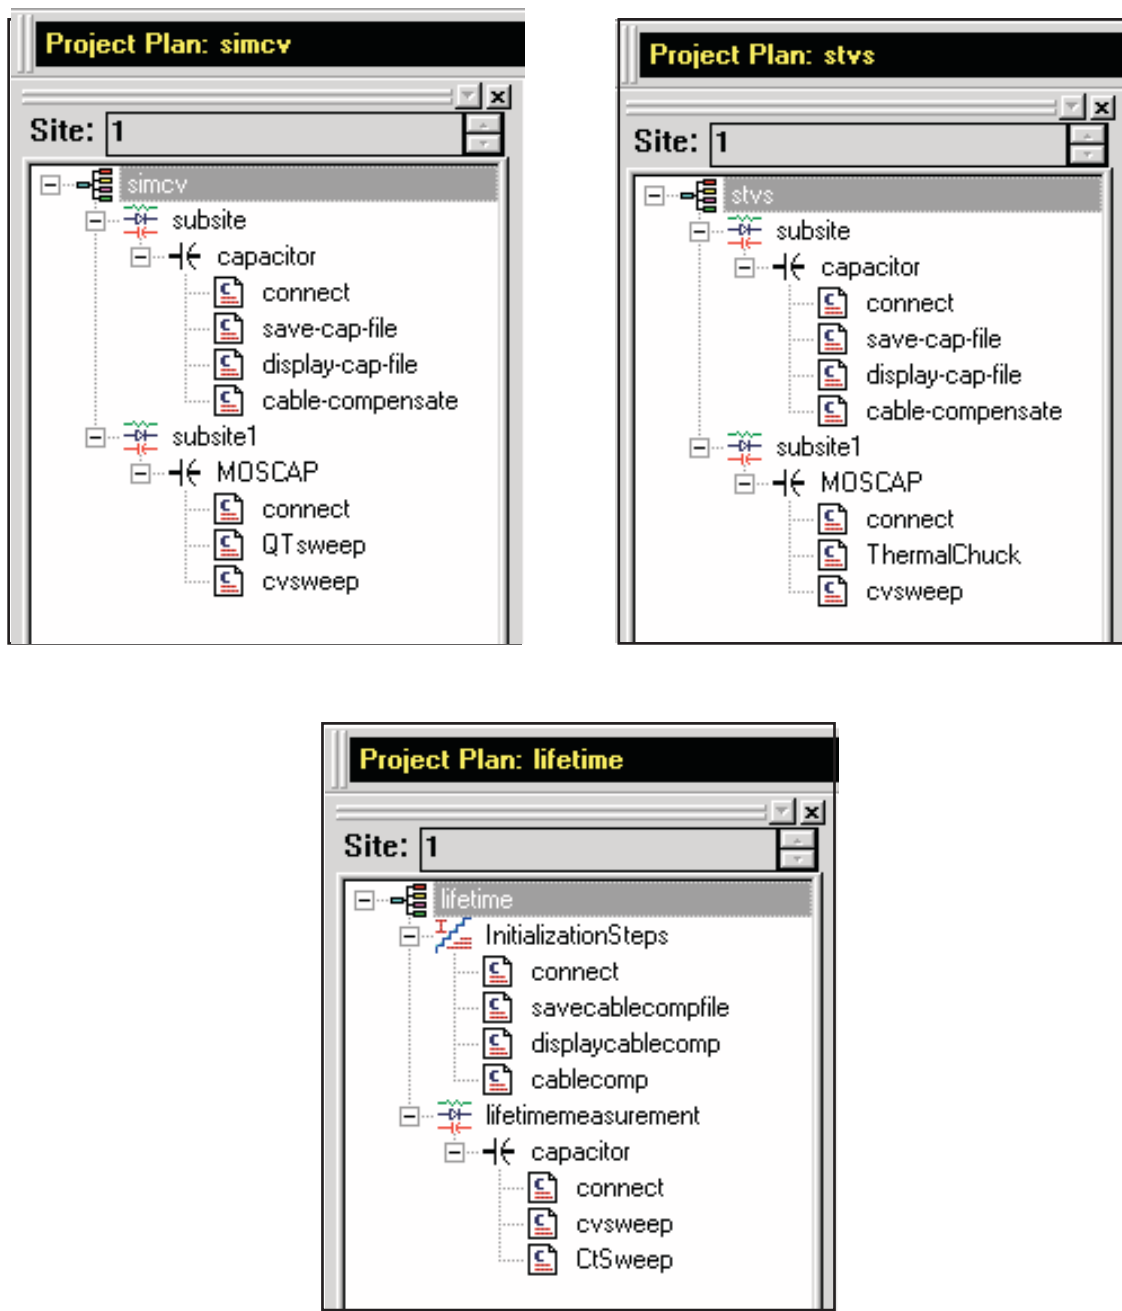 Project Plan: simcv
Site: 1
simcv
subsite
capacitor
connect
save-cap-file
display-cap-file
cable-compensate
subsite1
MOSCAP
connect
QTsweep
cvsweep
Project Plan: stvs
Site: 1
stvs
subsite
capacitor
connect
save-cap-file
display-cap-file
cable-compensate
subsite1
MOSCAP
connect
ThermalChuck
cvsweep
Project Plan: lifetime
Site: 1
lifetime
InitializationSteps
connect
savecablecompfile
displaycablecomp
cablecomp
lifetimemeasurement
capacitor
connect
cvsweep
CtSweep